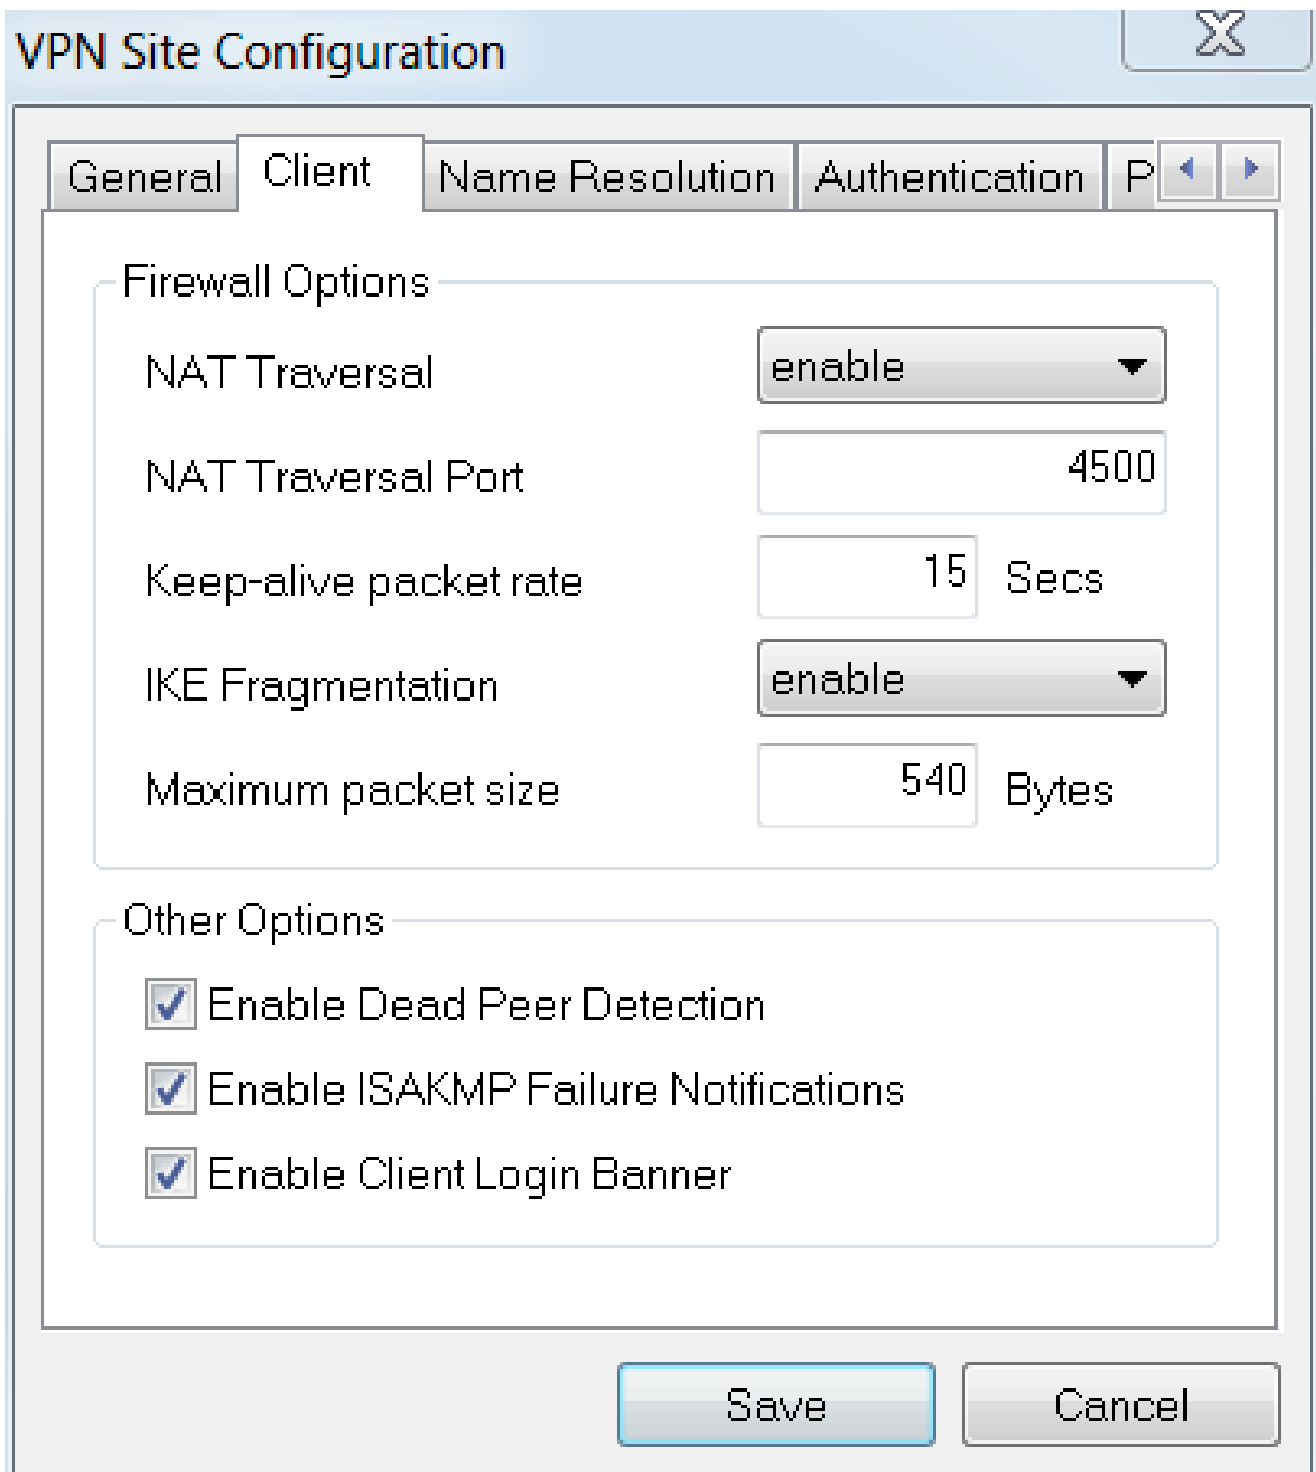 VPN Site Configuration
General Client Name Resolution Authentication P
Firewall Options
NAT Traversal enable
NAT Traversal Port 4500
Keep-alive packet rate 15 Secs
IKE Fragmentation enable
Maximum packet size 540 Bytes
Other Options
Enable Dead Peer Detection
Enable ISAKMP Failure Notifications
Enable Client Login Banner
Save Cancel